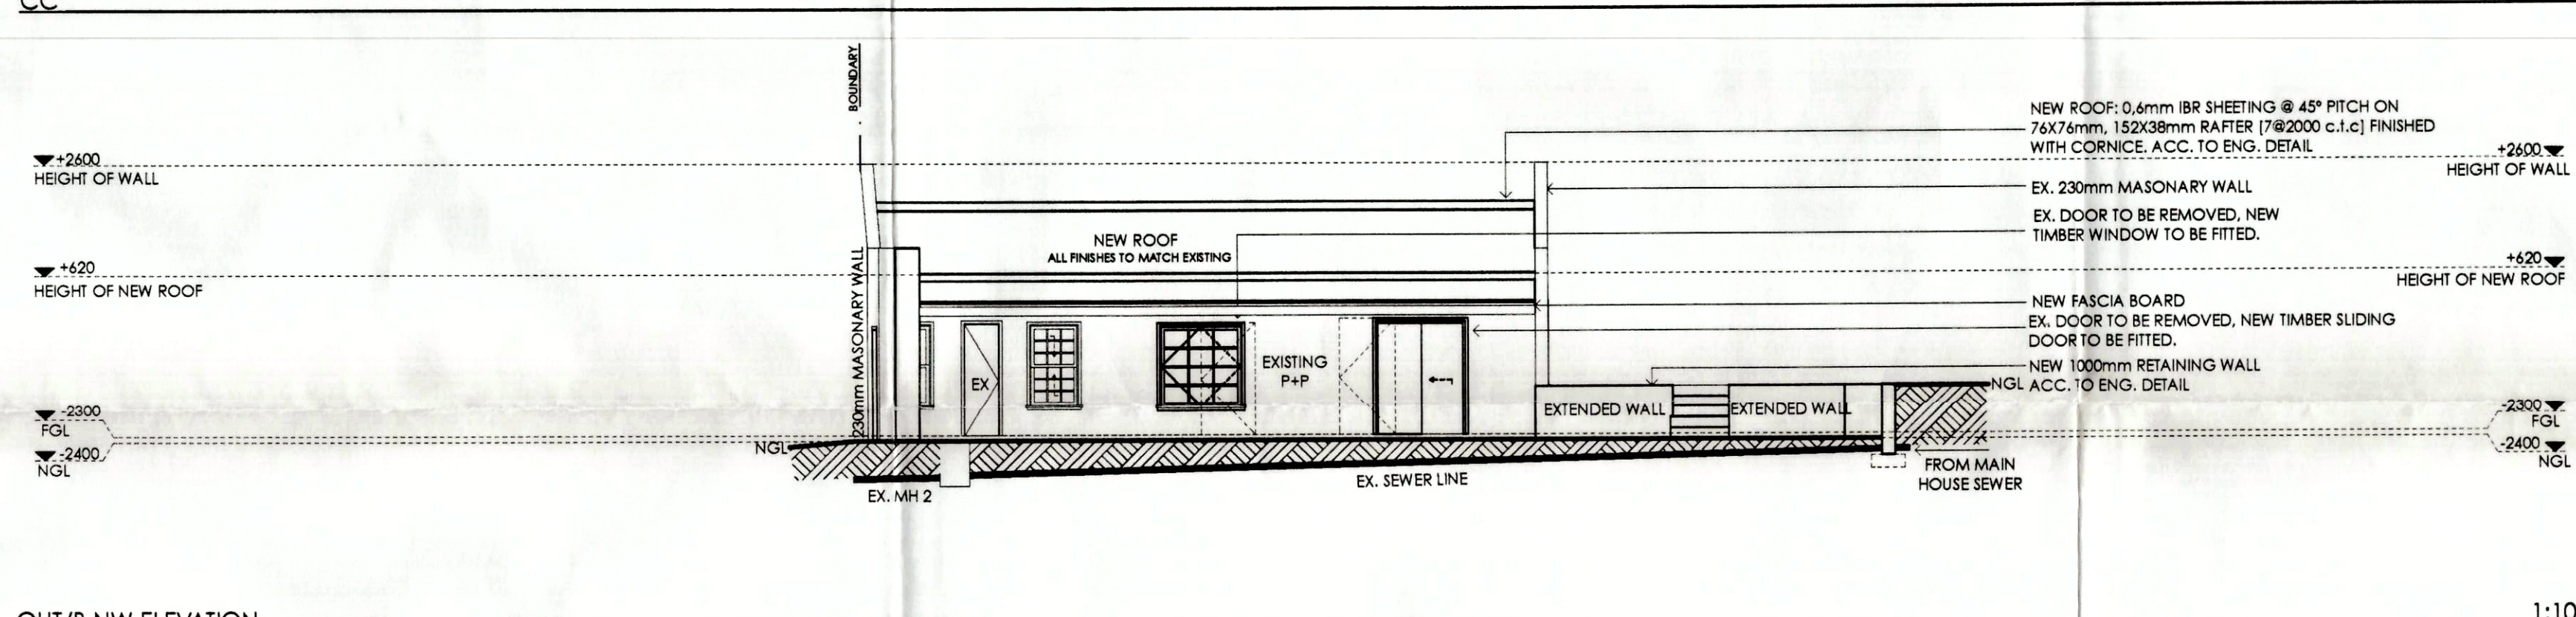 CC
BOUNDARY
NEW ROOF: 0,6mm IBR SHEETING @ 45° PITCH ON
76X76mm, 152X38mm RAFTER [7@2000 c.t.c] FINISHED
WITH CORNICE. ACC. TO ENG. DETAIL
+2600
HEIGHT OF WALL
+2600
HEIGHT OF WALL
EX. 230mm MASONARY WALL
EX. DOOR TO BE REMOVED, NEW
TIMBER WINDOW TO BE FITTED.
NEW ROOF
ALL FINISHES TO MATCH EXISTING
+620
HEIGHT OF NEW ROOF
+620
HEIGHT OF NEW ROOF
230mm MASONARY WALL
NEW FASCIA BOARD
EX. DOOR TO BE REMOVED, NEW TIMBER SLIDING
DOOR TO BE FITTED.
NEW 1000mm RETAINING WALL
ACC. TO ENG. DETAIL
NGL
EX
EXISTING
P+P
EXTENDED WALL
EXTENDED WALL
-2300
FGL
-2400
NGL
-2300
FGL
-2400
NGL
NGL
EX. MH 2
EX. SEWER LINE
FROM MAIN
HOUSE SEWER
OUT/B NW ELEVATION
1:10